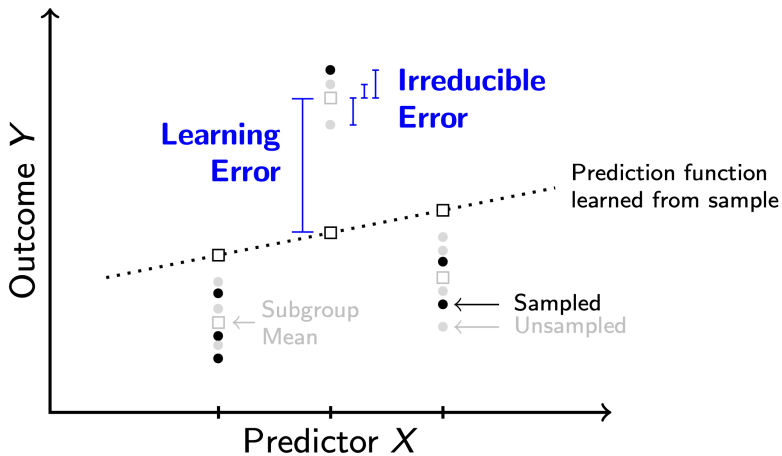 Irreducible
Error
Learning
Error
Prediction function
learned from sample
Outcome Y
Subgroup
Mean
Sampled
Unsampled
Predictor X